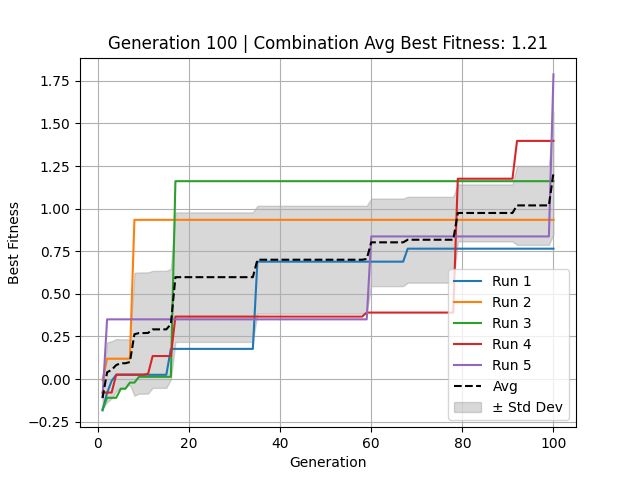 Generation 100 | Combination Avg Best Fitness: 1.21
1.75
1.50
1.25
1.00
0.75
0.50
0.25
0.00
−0.25
Best Fitness
Run 1
Run 2
Run 3
Run 4
Run 5
Avg
± Std Dev
0 20 40 60 80 100
Generation